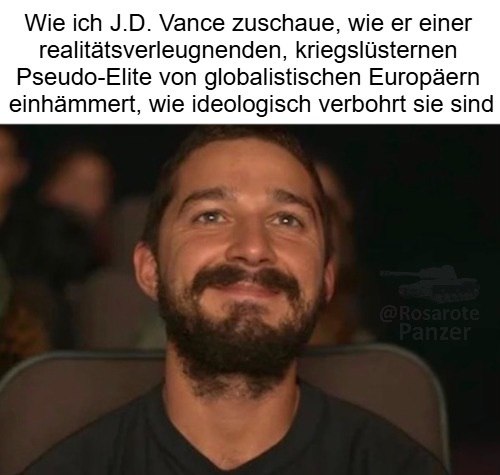 Wie ich J.D. Vance zuschaue, wie er einer
realitätsverleugnenden, kriegslüsternen
Pseudo-Elite von globalistischen Europäern
einhämmert, wie ideologisch verbohrt sie sind
@Rosarote
Panzer